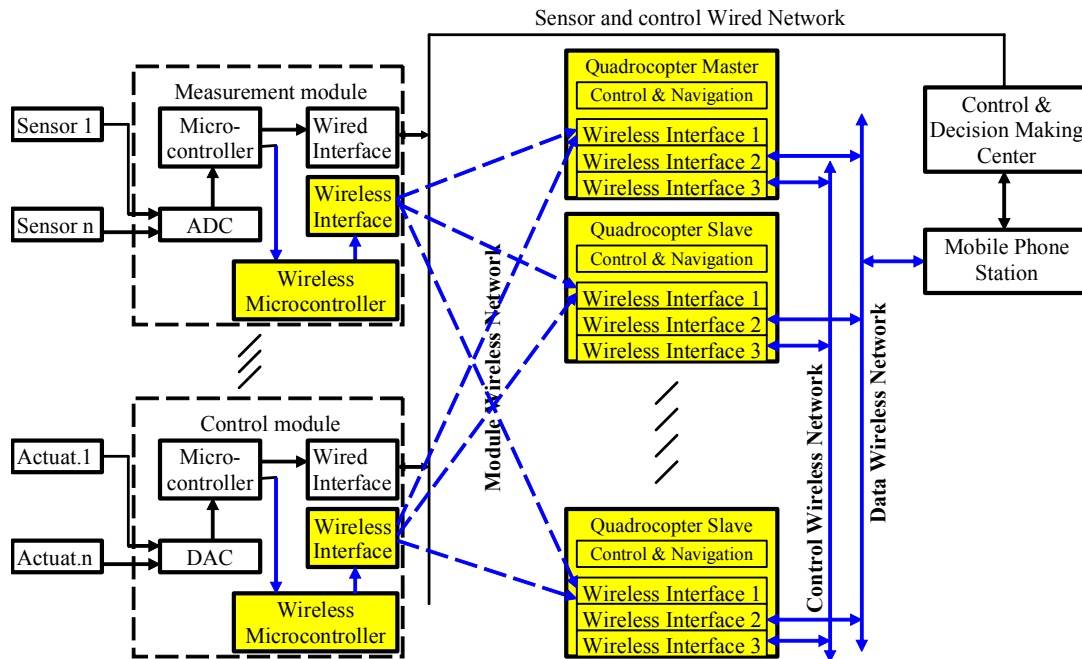 Sensor and control Wired Network
Measurement module
Sensor 1
Sensor n
Micro-
controller
Wired
Interface
ADC
Wireless
Interface
Wireless
Microcontroller
Control module
Actuat.1
Actuat.n
Micro-
controller
Wired
Interface
DAC
Wireless
Interface
Wireless
Microcontroller
Module Wireless Network
Quadrocopter Master
Control & Navigation
Wireless Interface 1
Wireless Interface 2
Wireless Interface 3
Quadrocopter Slave
Control & Navigation
Wireless Interface 1
Wireless Interface 2
Wireless Interface 3
Quadrocopter Slave
Control & Navigation
Wireless Interface 1
Wireless Interface 2
Wireless Interface 3
Control Wireless Network
Data Wireless Network
Control &
Decision Making
Center
Mobile Phone
Station